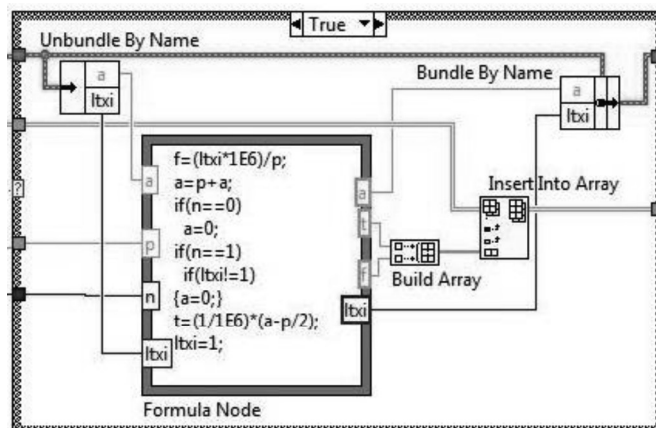 True
Unbundle By Name
a
ltxi
Bundle By Name
a
ltxi
f=(ltxi*1E6)/p;
a=p+a;
if(n==0)
a=0;
if(n==1)
if(ltxi!=1)
{a=0;}
t=(1/1E6)*(a-p/2);
ltxi=1;
a
p
n
ltxi
a
t
f
ltxi
?
Insert Into Array
Build Array
Formula Node